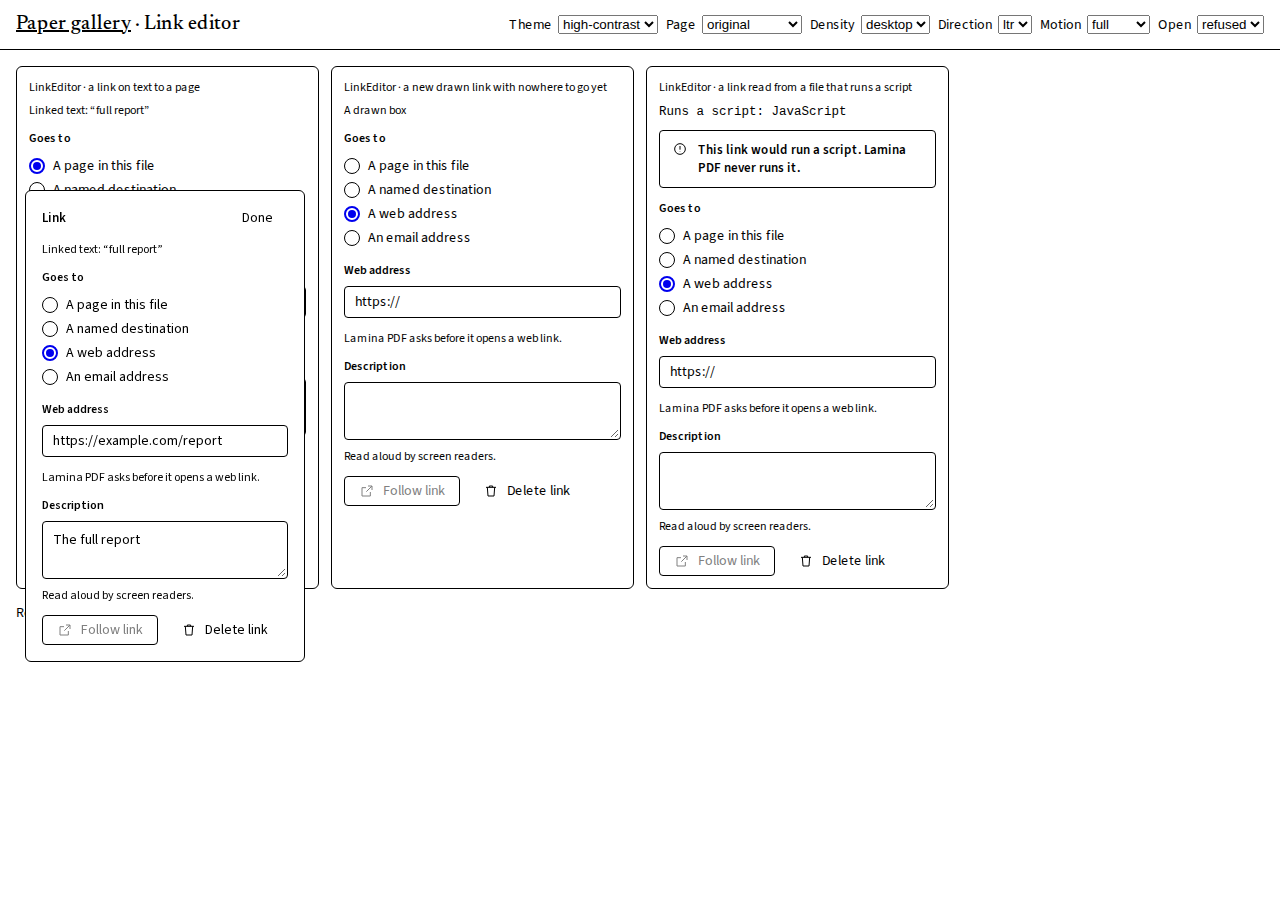 Paper gallery · Link editor
Theme high-contrast Page original Density desktop Direction ltr Motion full Open refused
LinkEditor · a link on text to a page
Linked text: “full report”
Goes to
A page in this file
A named destination
Link
Done
Linked text: “full report”
Goes to
A page in this file
A named destination
A web address
An email address
Web address
https://example.com/report
Lamina PDF asks before it opens a web link.
Description
The full report
Read aloud by screen readers.
Follow link
Delete link
LinkEditor · a new drawn link with nowhere to go yet
A drawn box
Goes to
A page in this file
A named destination
A web address
An email address
Web address
https://
Lamina PDF asks before it opens a web link.
Description
Read aloud by screen readers.
Follow link
Delete link
LinkEditor · a link read from a file that runs a script
Runs a script: JavaScript
This link would run a script. Lamina
PDF never runs it.
Goes to
A page in this file
A named destination
A web address
An email address
Web address
https://
Lamina PDF asks before it opens a web link.
Description
Read aloud by screen readers.
Follow link
Delete link